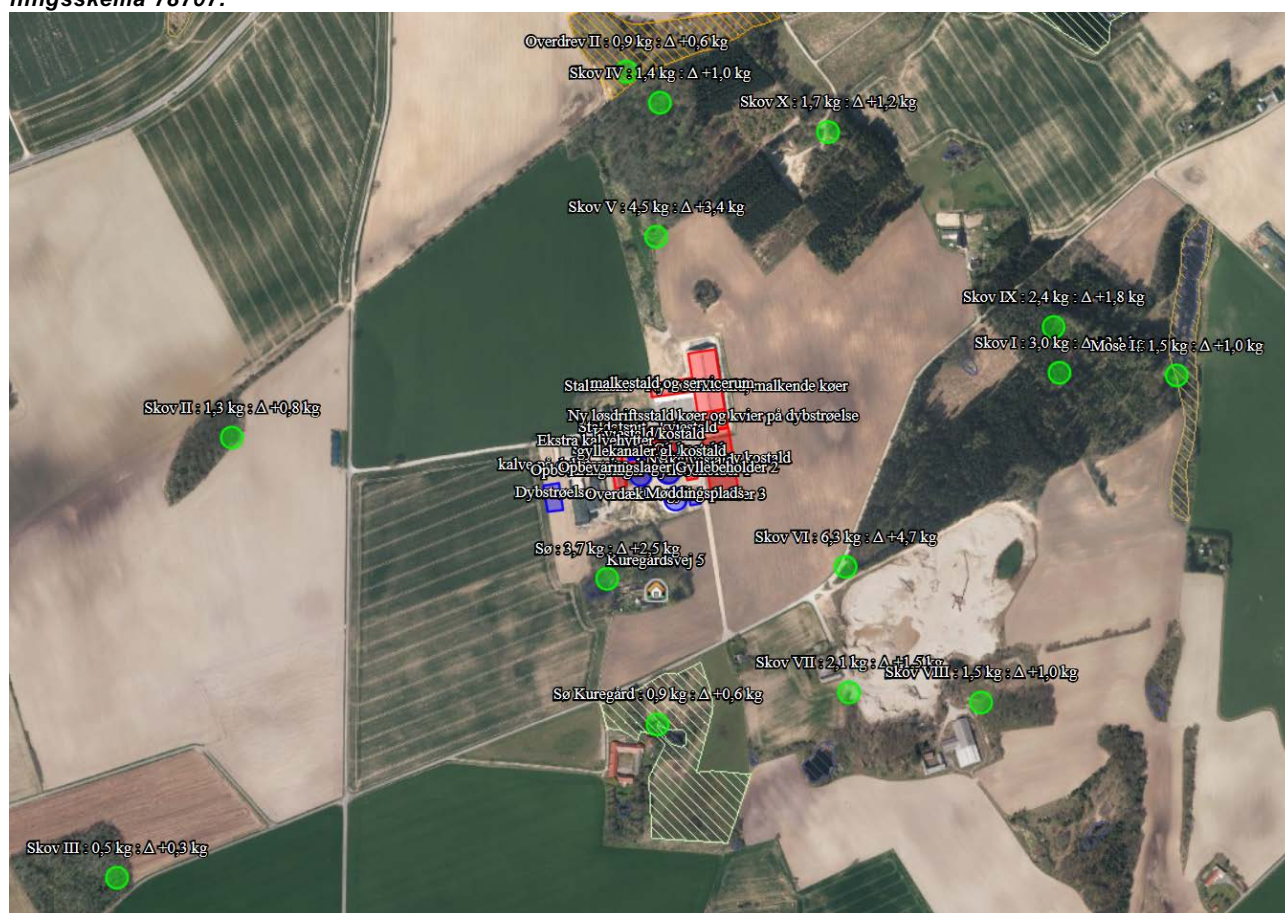 ningsskema 78707.
Overdrev II : 0,9 kg : Δ +0,6 kg
Skov IV : 1,4 kg : Δ +1,0 kg
Skov X : 1,7 kg : Δ +1,2 kg
Skov V : 4,5 kg : Δ +3,4 kg
Skov IX : 2,4 kg : Δ +1,8 kg
Skov I : 3,0 kg : Δ
Mose I : 1,5 kg : Δ +1,0 kg
malkestald og servicerum
malkende køer
Skov II : 1,3 kg : Δ +0,8 kg
Ny løsdriftsstald køer og kvier på dybstrøelse
Ekstra kalvehytter
gyllekanaler gl. kostald
kostald
Opbevaringslager Gyllebeholder 2
Møddingsplads
Skov VI : 6,3 kg : Δ +4,7 kg
Sø : 3,7 kg : Δ +2,5 kg
Kuregårdsvej 5
Skov VII : 2,1 kg : Δ +1,5 kg
Skov VIII : 1,5 kg : Δ +1,0 kg
Sø Kuregård : 0,9 kg : Δ +0,6 kg
Skov III : 0,5 kg : Δ +0,3 kg